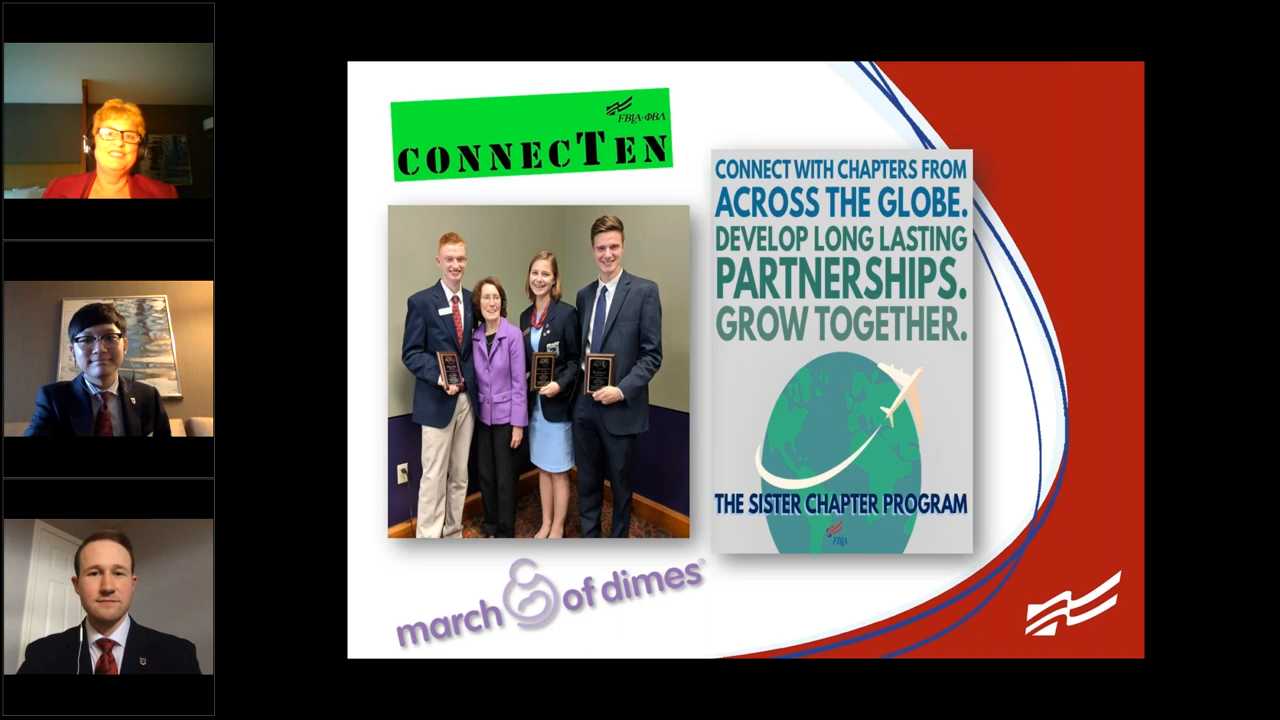 FBLA-ΦΒΛ
CONNECTEN
CONNECT WITH CHAPTERS FROM
ACROSS THE GLOBE.
DEVELOP LONG LASTING
PARTNERSHIPS.
GROW TOGETHER.
THE SISTER CHAPTER PROGRAM
FBLA
march of dimes®